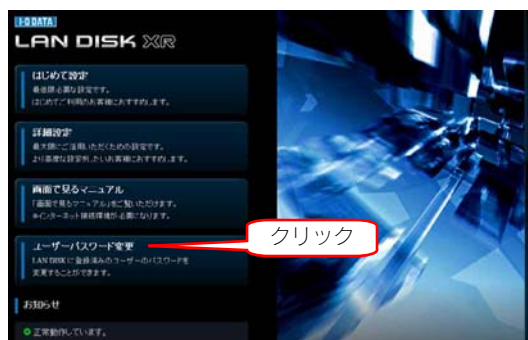 I-O DATA
LAN DISK XR
はじめて設定
最低限必要な設定です。
はじめてご利用のお客様におすすめします。
詳細設定
最大限にご活用いただくための設定です。
より高度な設定をしたいお客様におすすめします。
画面で見るマニュアル
「画面で見るマニュアル」をご覧いただけます。
※インターネット接続環境が必要になります。
ユーザーパスワード変更
クリック
LAN DISKに登録済みのユーザーのパスワードを
変更することができます。
お知らせ
正常動作しています。